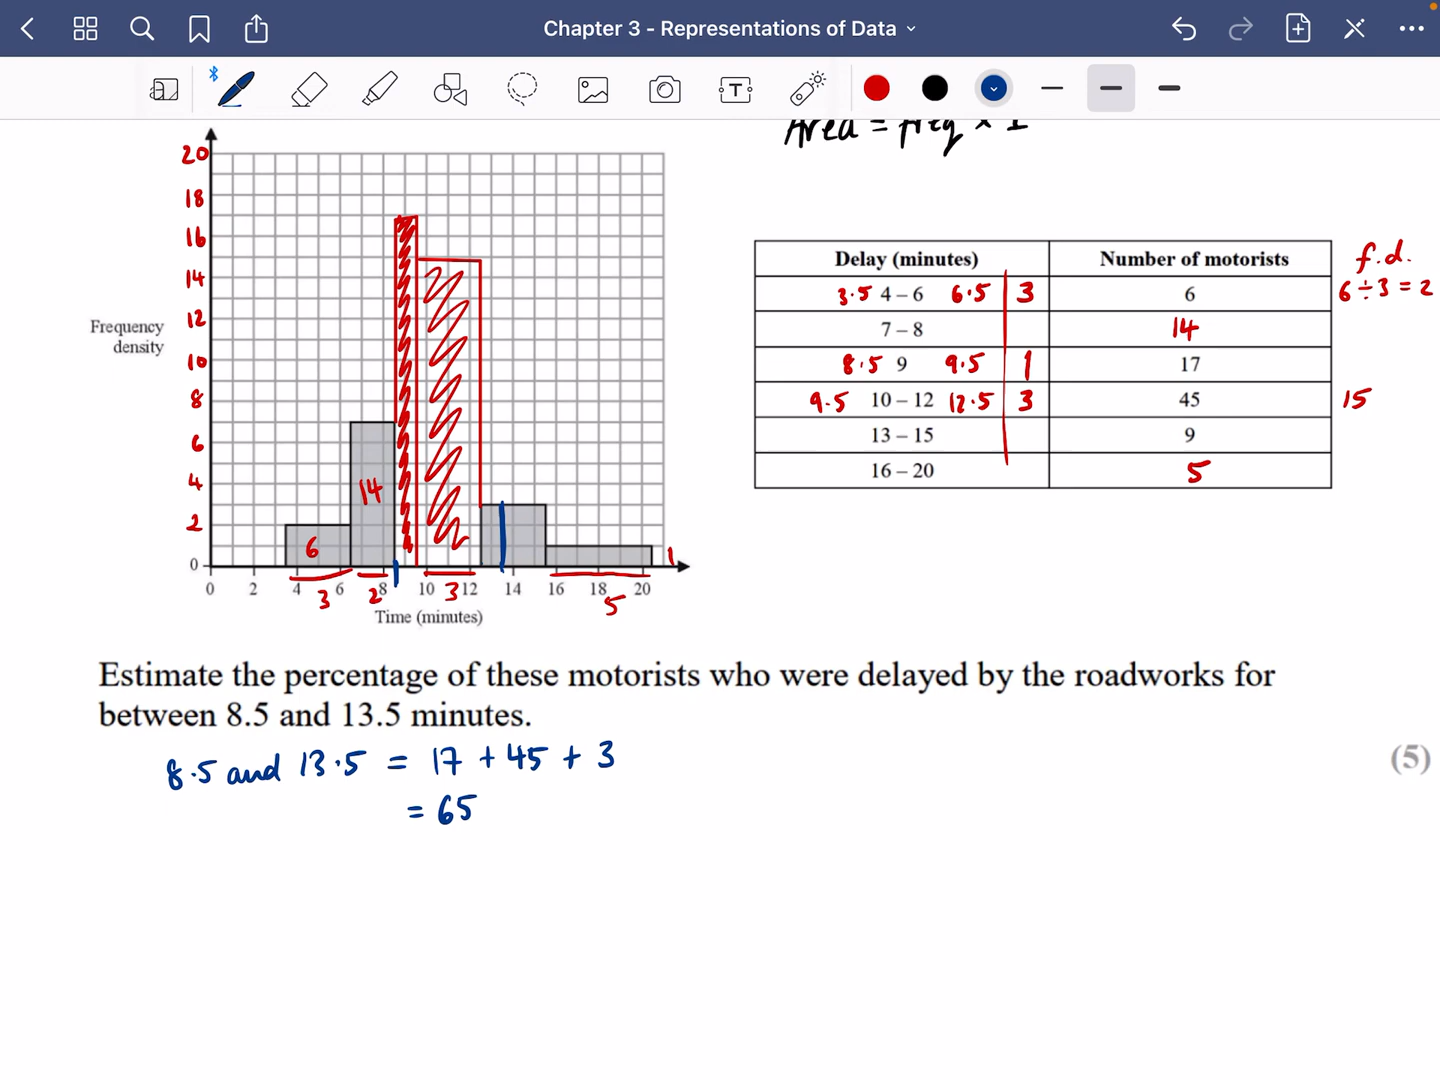 Chapter 3 - Representations of Data
T
Area = freq × I
20
18
16
14
12
10
8
6
4
2
0
Frequency
density
14
6
1
0 2 4 6 8 10 12 14 16 18 20
3 2 3 5
Time (minutes)
Delay (minutes) Number of motorists f.d.
3.5 4 – 6 6.5 3 6 6 ÷ 3 = 2
7 – 8 14
8.5 9 9.5 1 17
9.5 10 – 12 12.5 3 45 15
13 – 15 9
16 – 20 5
Estimate the percentage of these motorists who were delayed by the roadworks for
between 8.5 and 13.5 minutes.
(5)
8.5 and 13.5 = 17 + 45 + 3
= 65